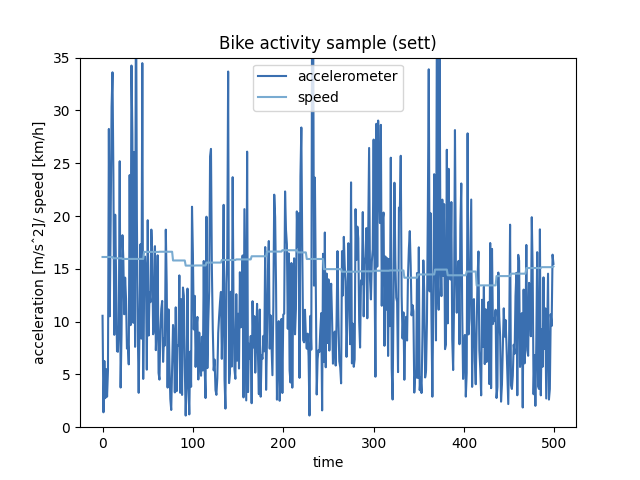 Bike activity sample (sett)
accelerometer
speed
acceleration [m/s^2]/ speed [km/h]
35
30
25
20
15
10
5
0
0 100 200 300 400 500
time